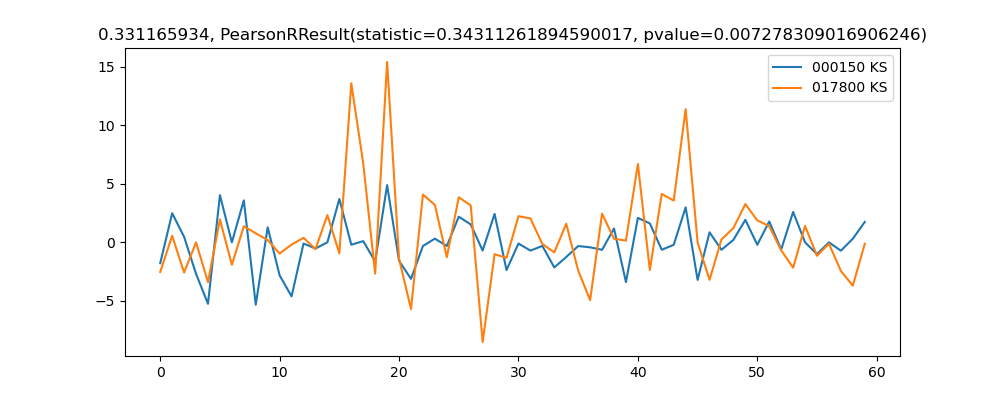 0.331165934, PearsonRResult(statistic=0.34311261894590017, pvalue=0.007278309016906246)
000150 KS
017800 KS
15
10
5
0
−5
0 10 20 30 40 50 60